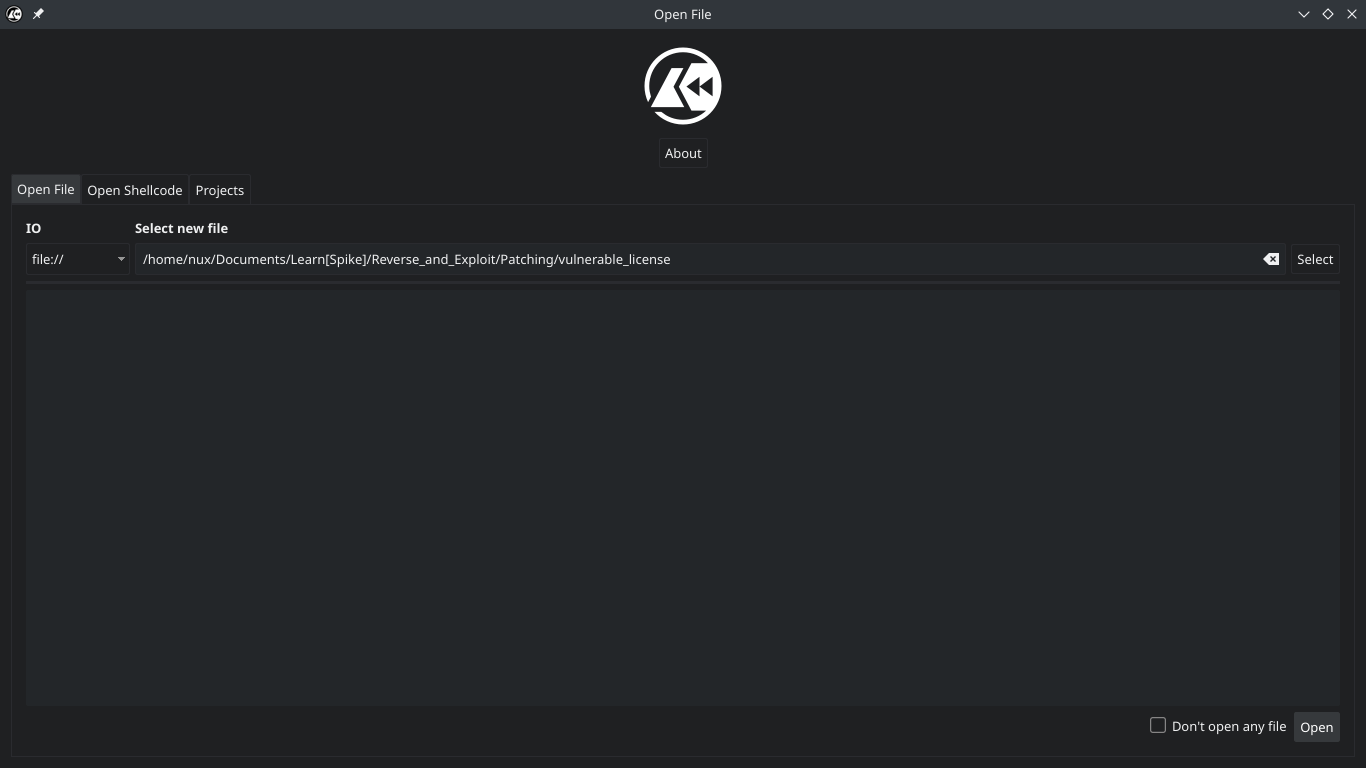 Open File
About
Open File Open Shellcode Projects
IO Select new file
file:// /home/nux/Documents/Learn[Spike]/Reverse_and_Exploit/Patching/vulnerable_license Select
Don't open any file Open